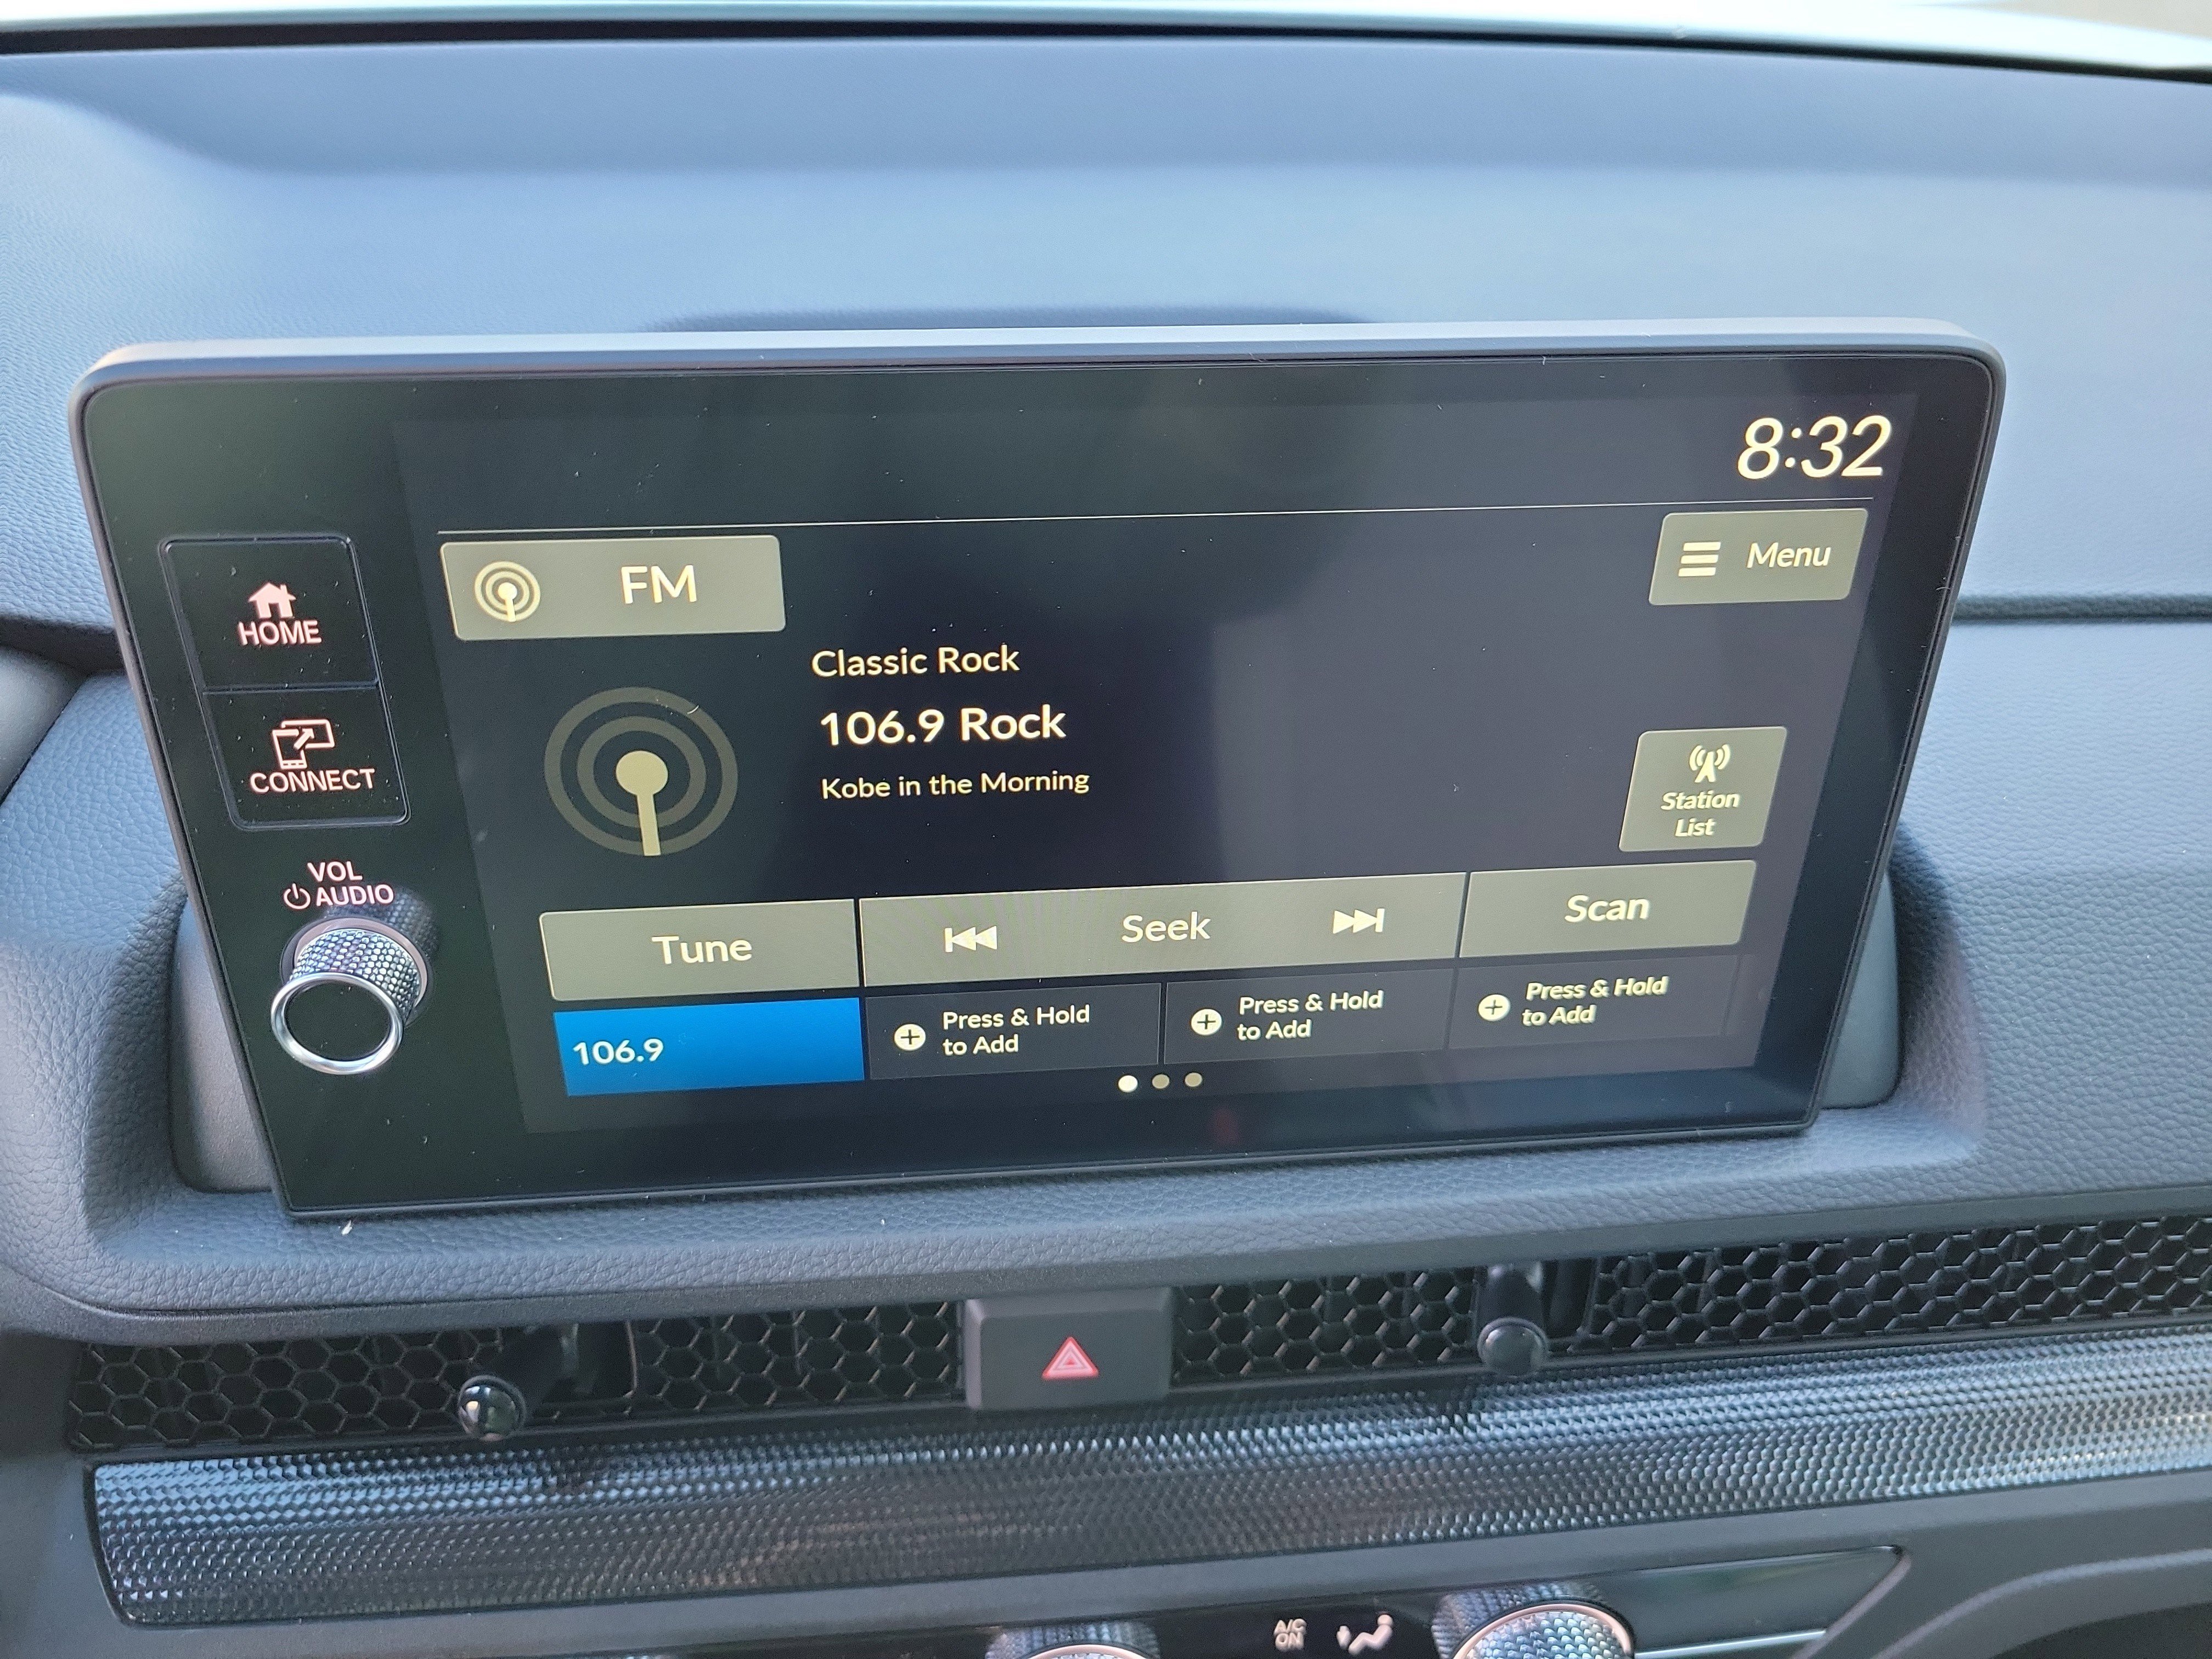 8:32
FM
Menu
HOME
Classic Rock
106.9 Rock
Kobe in the Morning
CONNECT
Station
List
VOL
AUDIO
Tune
Seek
Scan
106.9
Press & Hold
to Add
Press & Hold
to Add
Press & Hold
to Add
A/C
ON